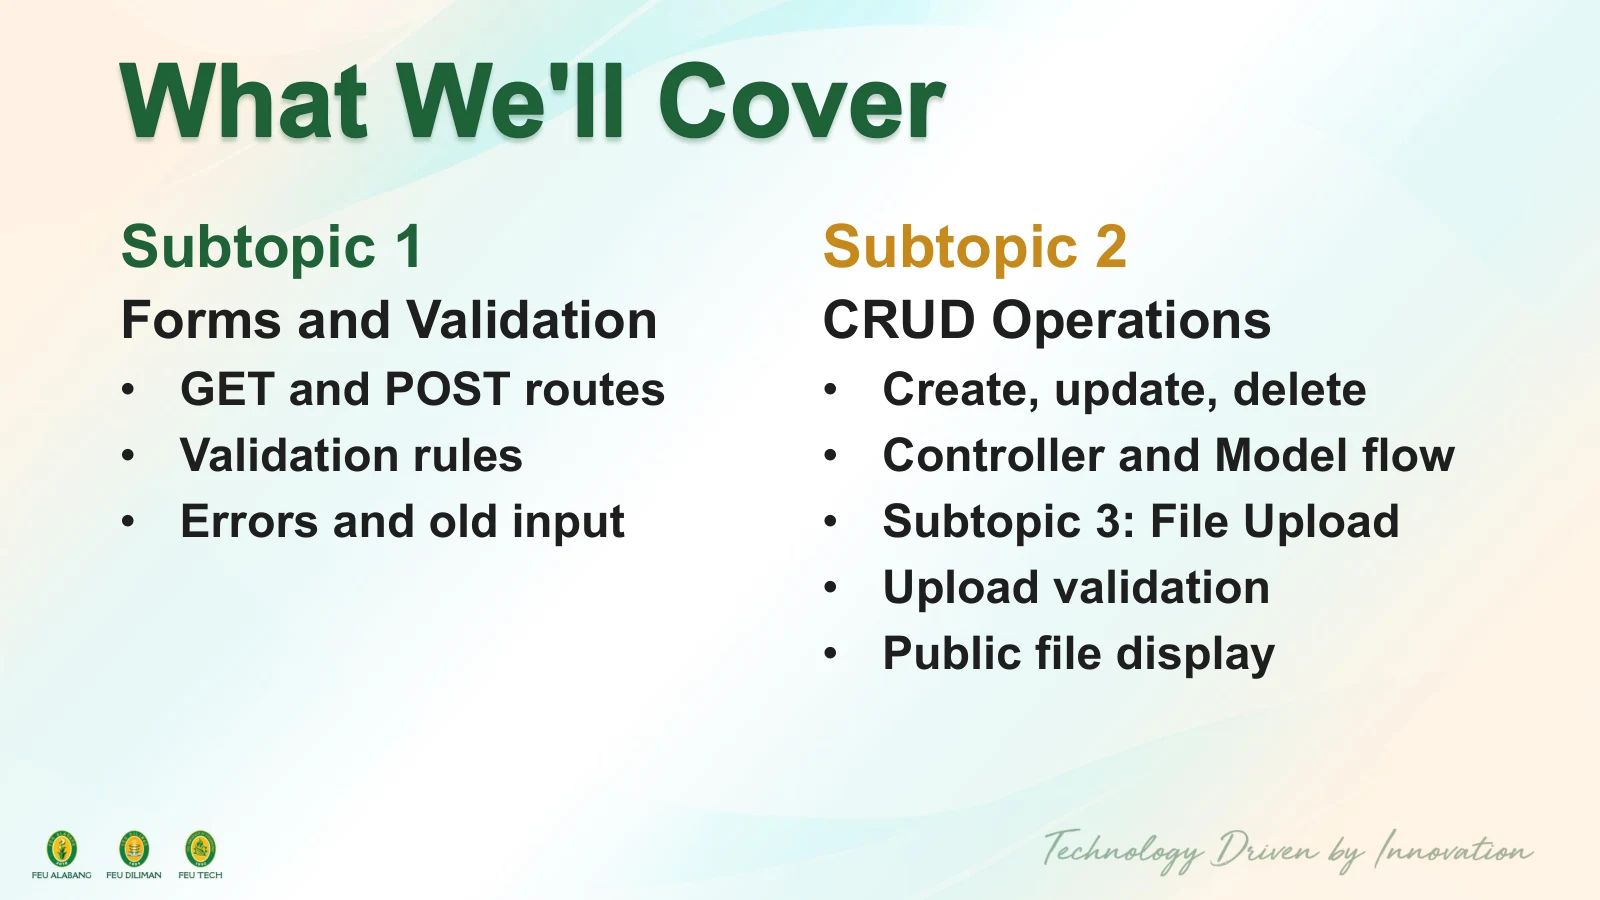 What We'll Cover
Subtopic 1
Forms and Validation
• GET and POST routes
• Validation rules
• Errors and old input
Subtopic 2
CRUD Operations
• Create, update, delete
• Controller and Model flow
• Subtopic 3: File Upload
• Upload validation
• Public file display
FEU ALABANG
FEU DILIMAN
FEU TECH
Technology Driven by Innovation